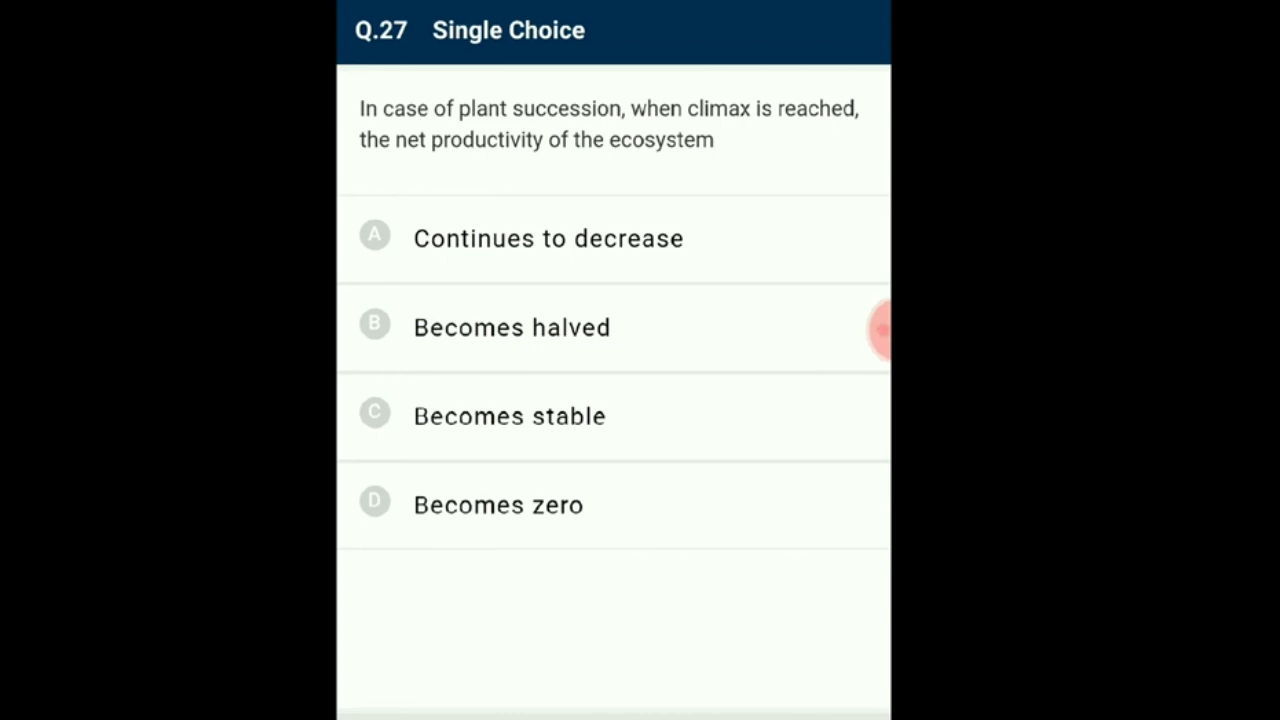 Q.27 Single Choice
In case of plant succession, when climax is reached,
the net productivity of the ecosystem
A Continues to decrease
B Becomes halved
C Becomes stable
D Becomes zero